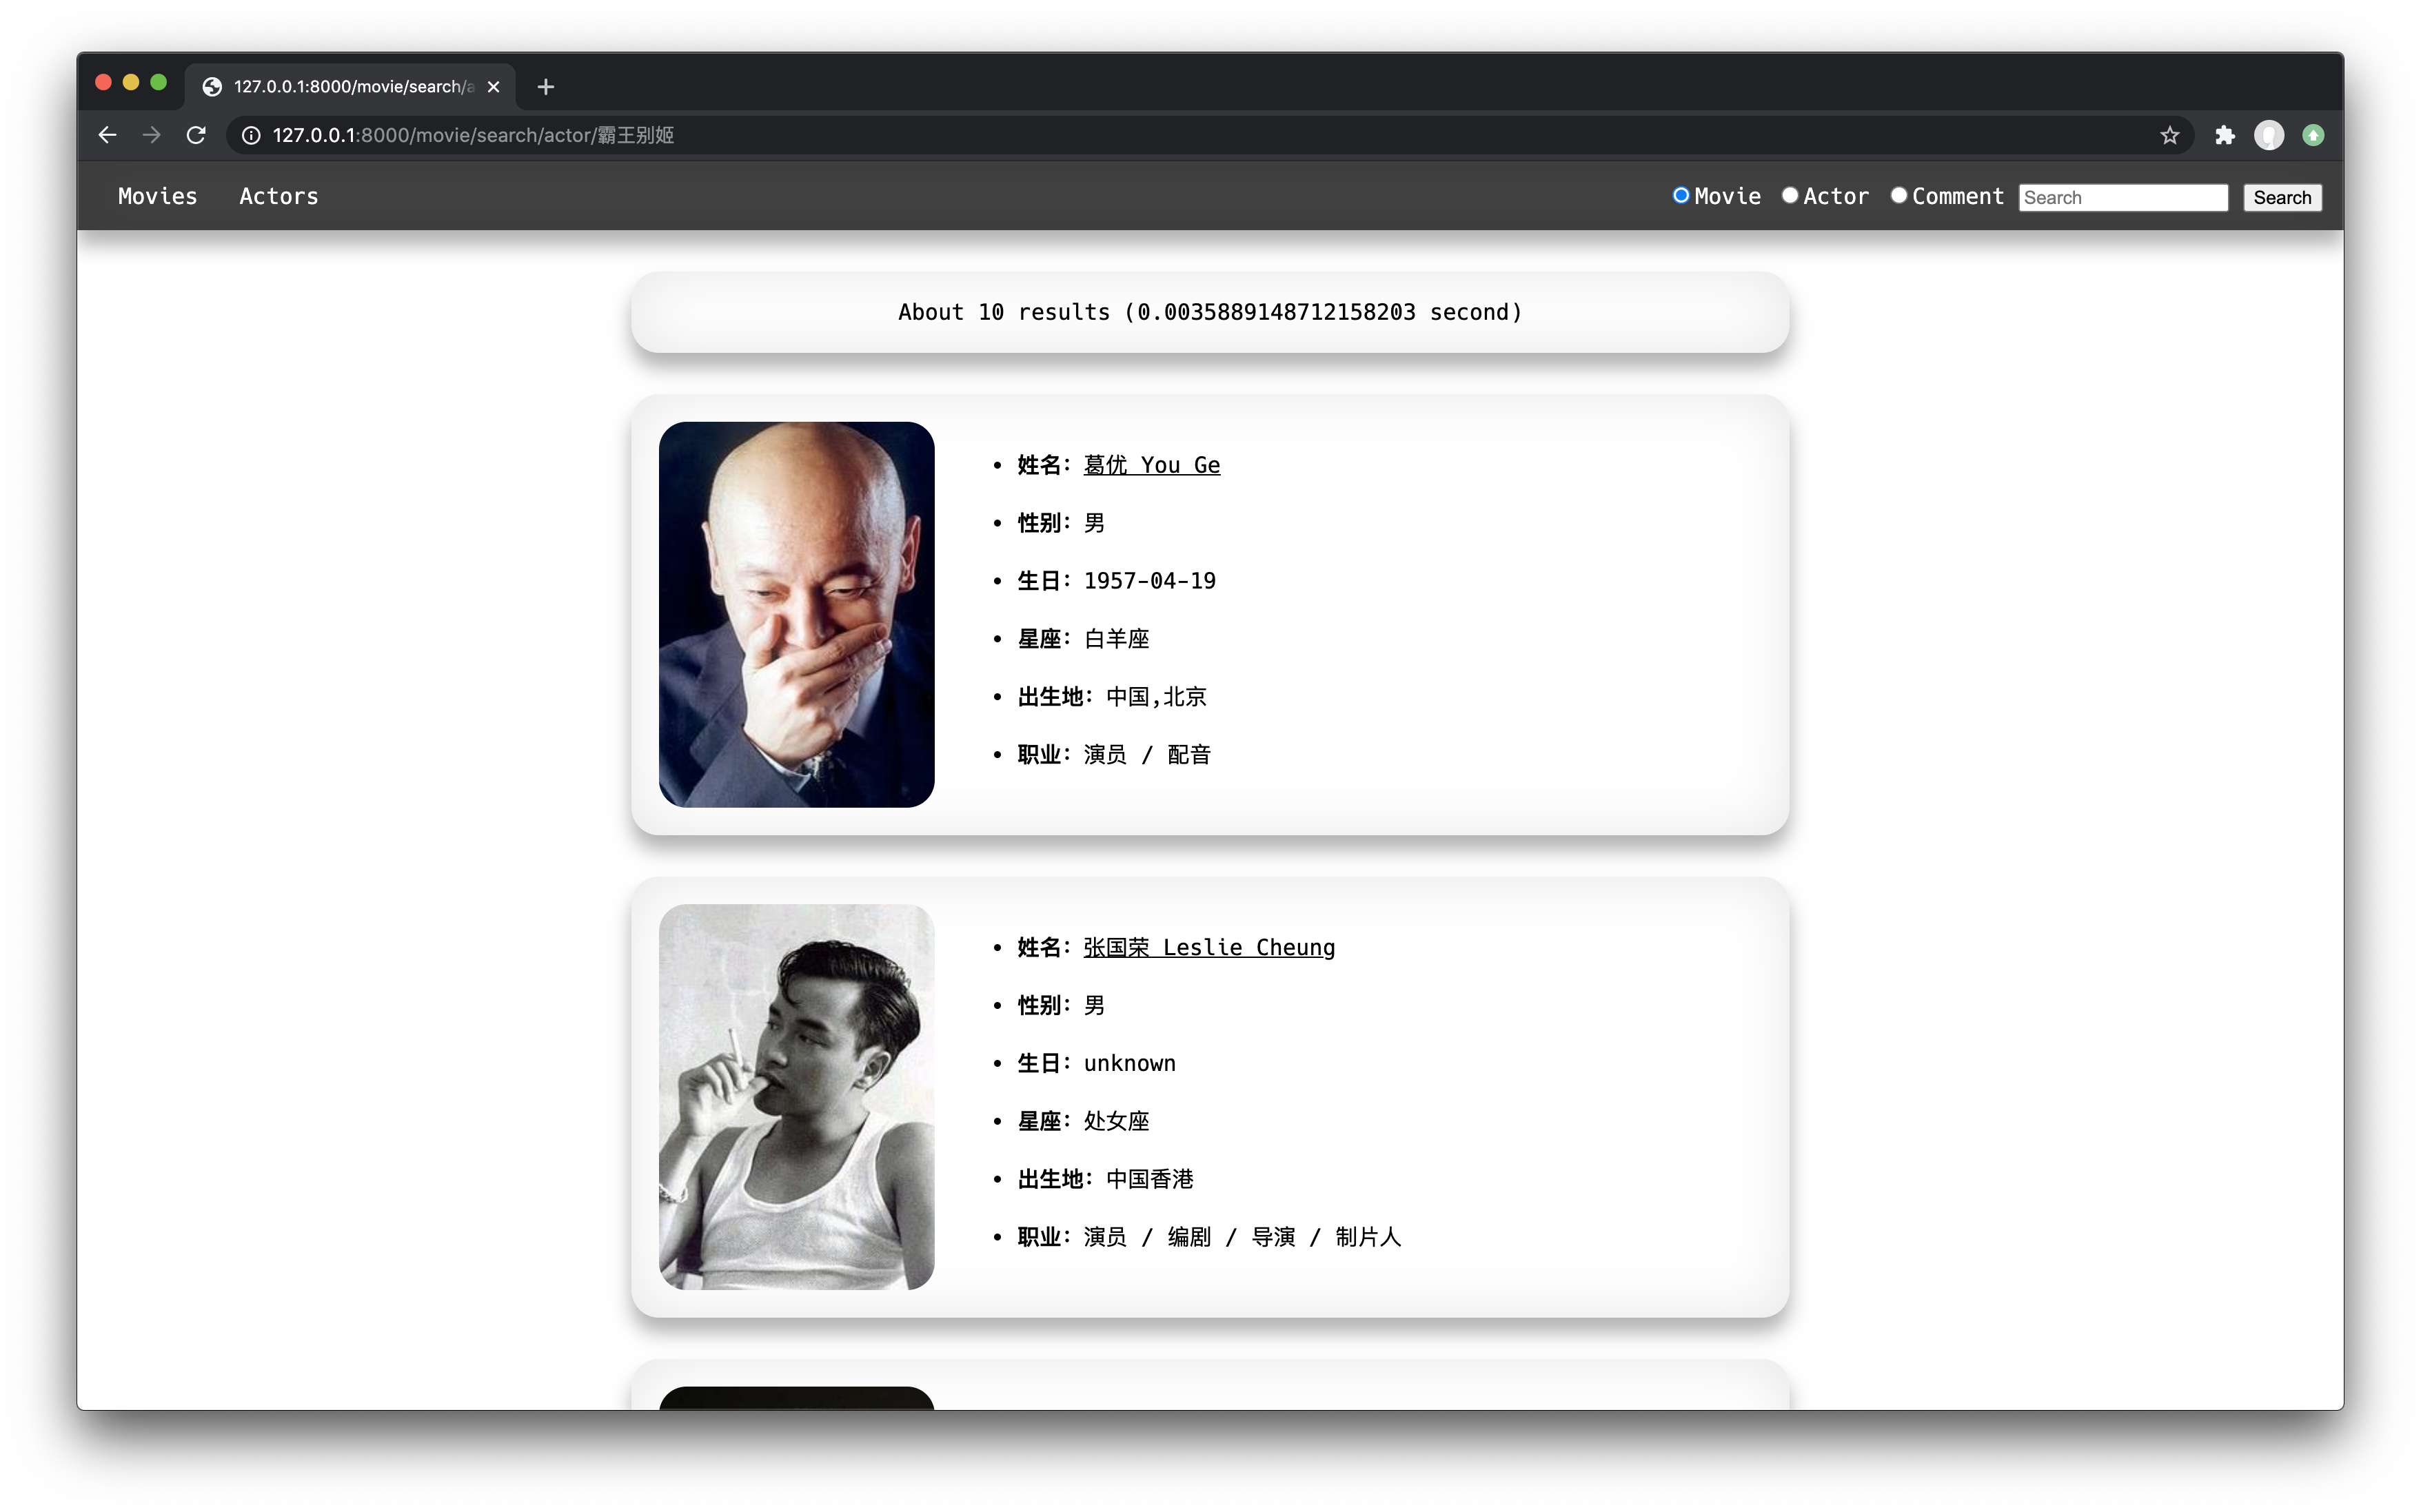 127.0.0.1:8000/movie/search/a
127.0.0.1:8000/movie/search/actor/霸王别姬
Movies Actors Movie Actor Comment Search Search
About 10 results (0.0035889148712158203 second)
• 姓名: 葛优 You Ge
• 性别: 男
• 生日: 1957-04-19
• 星座: 白羊座
• 出生地: 中国,北京
• 职业: 演员 / 配音
• 姓名: 张国荣 Leslie Cheung
• 性别: 男
• 生日: unknown
• 星座: 处女座
• 出生地: 中国香港
• 职业: 演员 / 编剧 / 导演 / 制片人